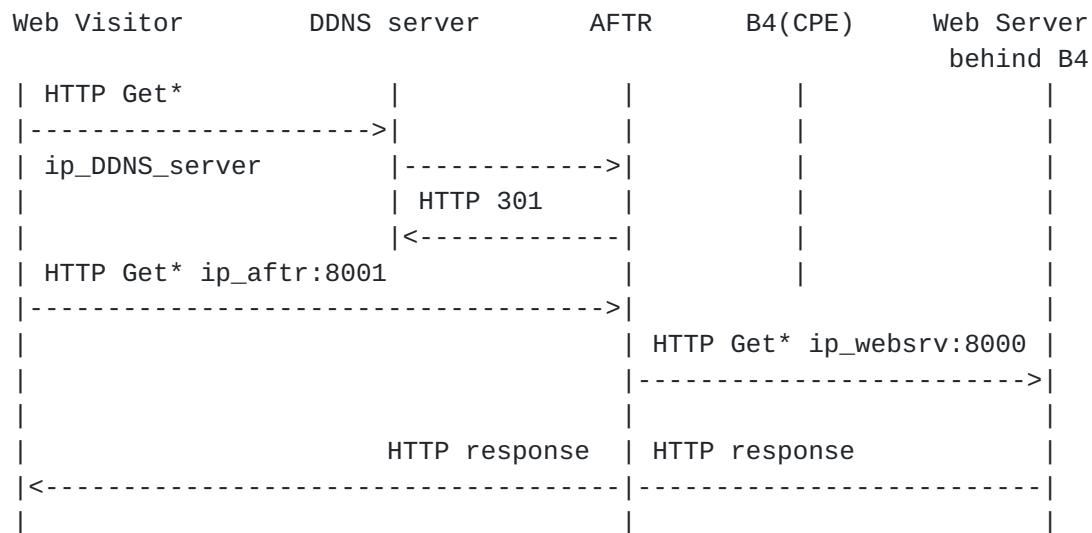 Web Visitor DDNS server AFTR B4(CPE) Web Server
behind B4
HTTP Get*
ip_DDNS_server
HTTP 301
HTTP Get* ip_aftr:8001
HTTP Get* ip_websrv:8000
HTTP response HTTP response